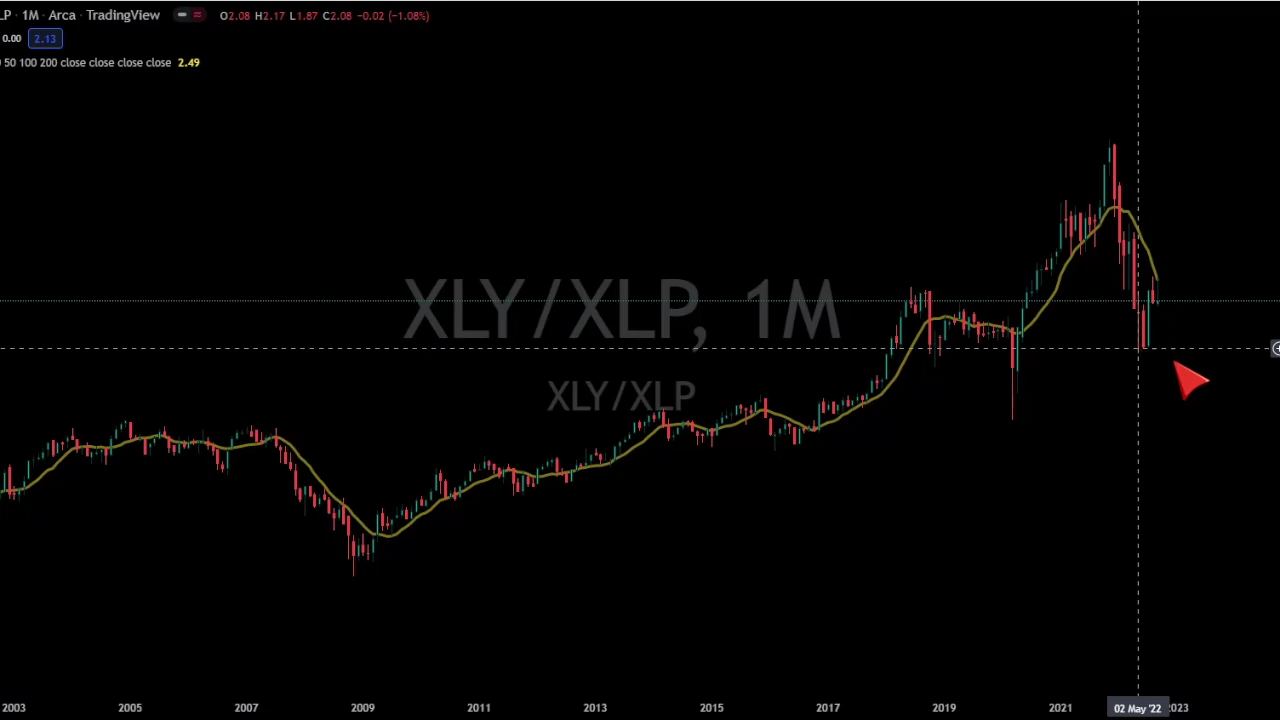 LP · 1M · Arca · TradingView O2.08 H2.17 L1.87 C2.08 -0.02 (-1.08%)
0.00 2.13
50 100 200 close close close close 2.49
XLY/XLP, 1M
XLY/XLP
2003 2005 2007 2009 2011 2013 2015 2017 2019 2021 02 May '22 2023